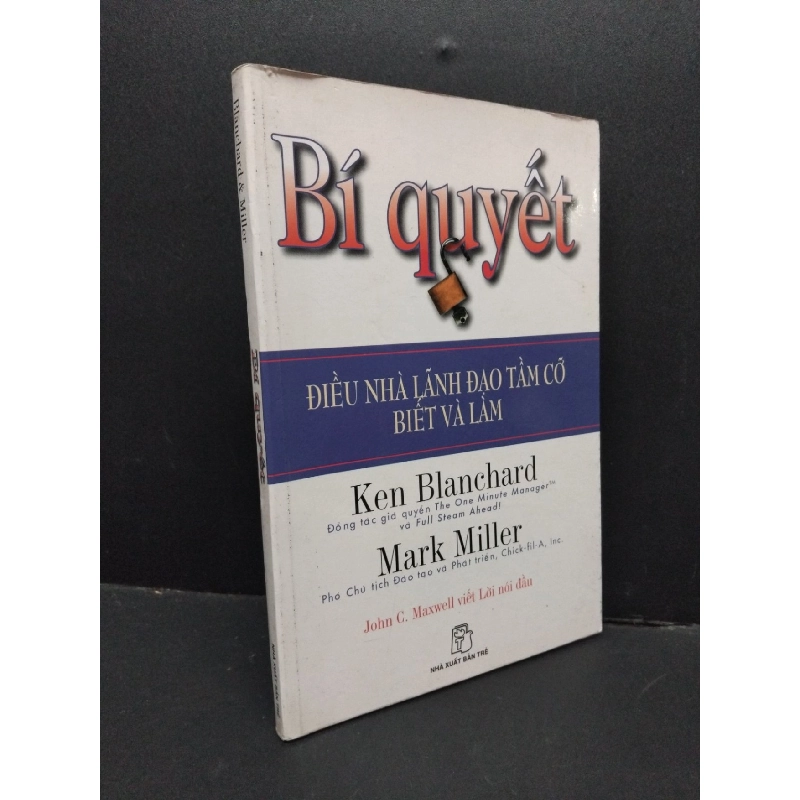 Bí quyết
ĐIỀU NHÀ LÃNH ĐẠO TẦM CỠ
BIẾT VÀ LÀM
Ken Blanchard
Đồng tác giả quyển The One Minute Manager™
và Full Steam Ahead!
Mark Miller
Phó Chủ tịch Đào tạo và Phát triển, Chick-fil-A, Inc.
John C. Maxwell viết Lời nói đầu
NHÀ XUẤT BẢN TRẺ
Blanchard & Miller
Bí quyết